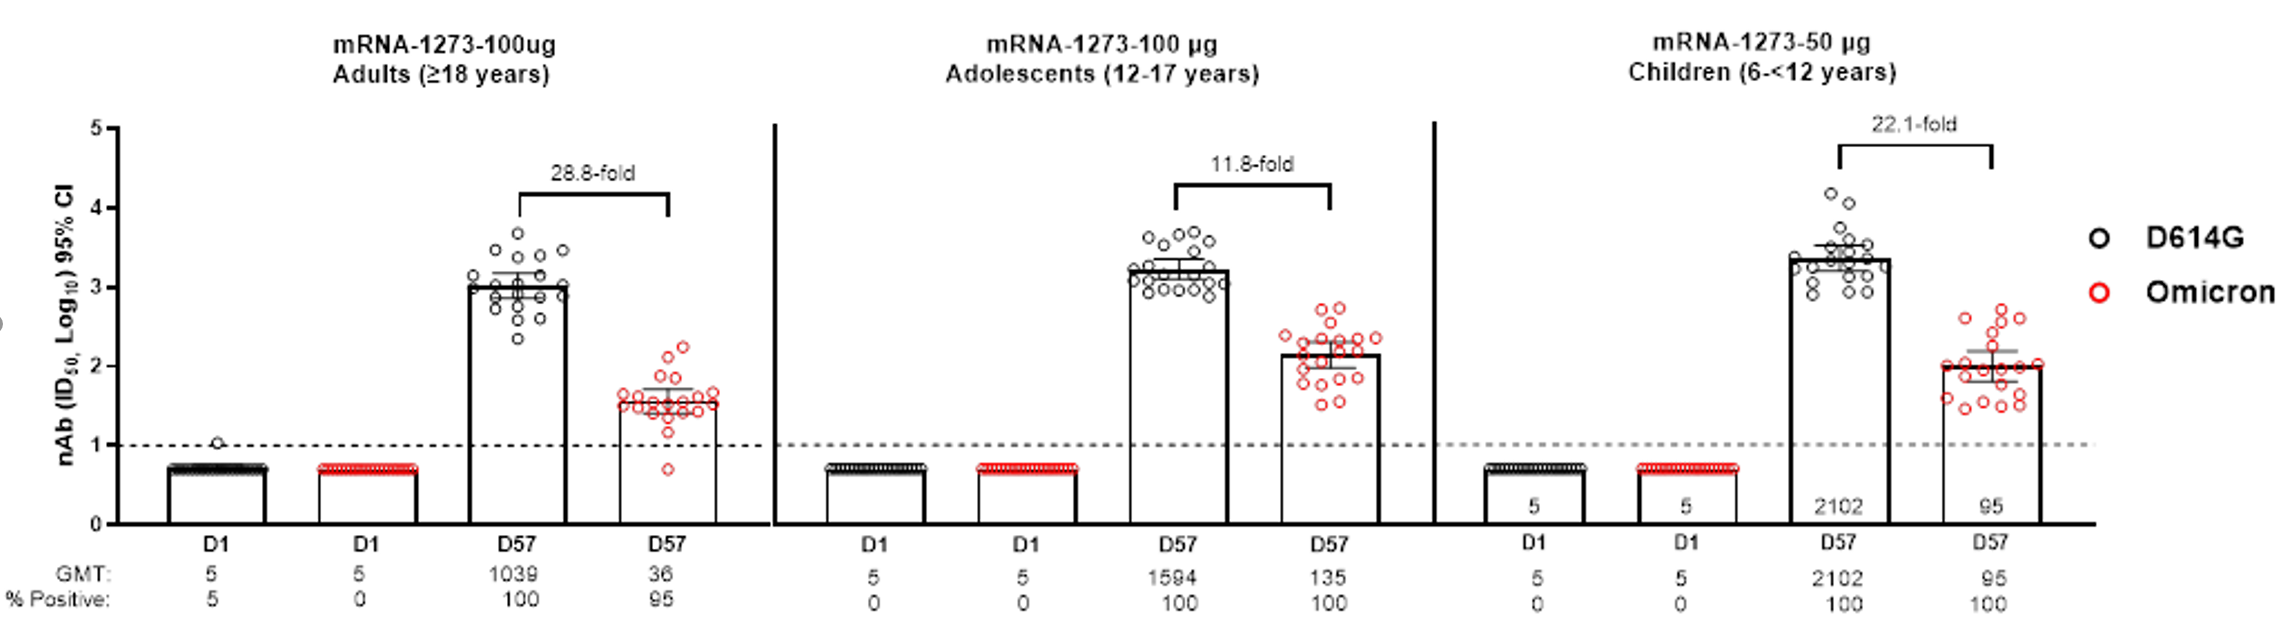 mRNA-1273-100ug
Adults (≥18 years)
mRNA-1273-100 µg
Adolescents (12-17 years)
mRNA-1273-50 µg
Children (6-<12 years)
nAb (ID50, Log10) 95% CI
5
4
3
2
1
0
28.8-fold
11.8-fold
22.1-fold
D614G
Omicron
5 5 2102 95
D1 D1 D57 D57 D1 D1 D57 D57 D1 D1 D57 D57
GMT: 5 5 1039 36 5 5 1594 135 5 5 2102 95
% Positive: 5 0 100 95 0 0 100 100 0 0 100 100